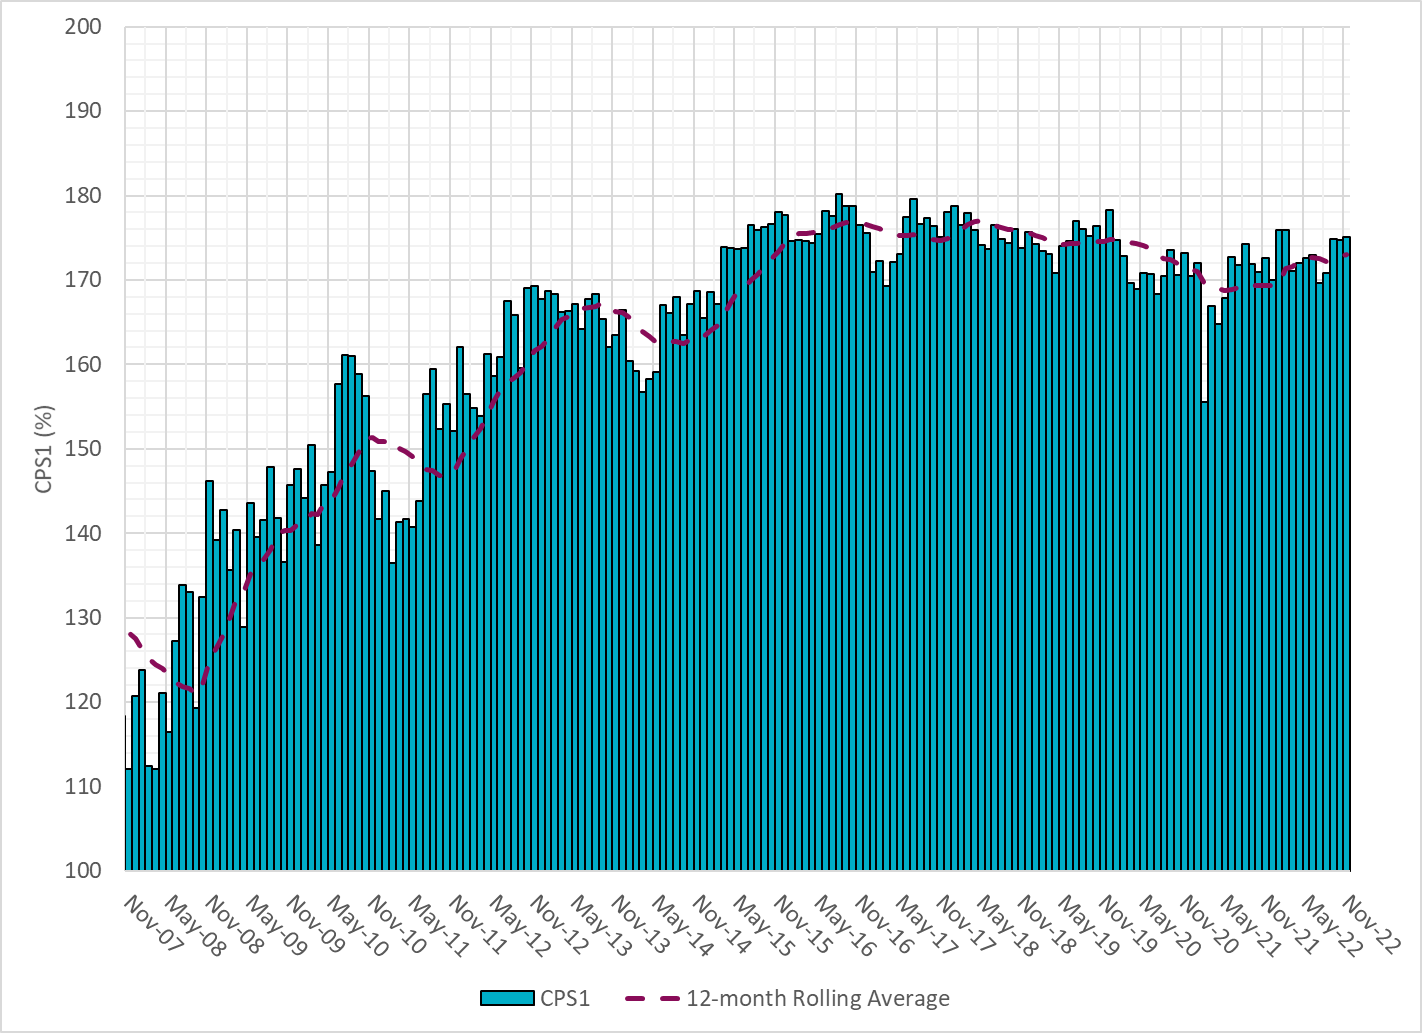 200
190
180
170
160
150
140
130
120
110
100
CPS1 (%)
Nov-07
May-08
Nov-08
May-09
Nov-09
May-10
Nov-10
May-11
Nov-11
May-12
Nov-12
May-13
Nov-13
May-14
Nov-14
May-15
Nov-15
May-16
Nov-16
May-17
Nov-17
May-18
Nov-18
May-19
Nov-19
May-20
Nov-20
May-21
Nov-21
May-22
Nov-22
CPS1 12-month Rolling Average